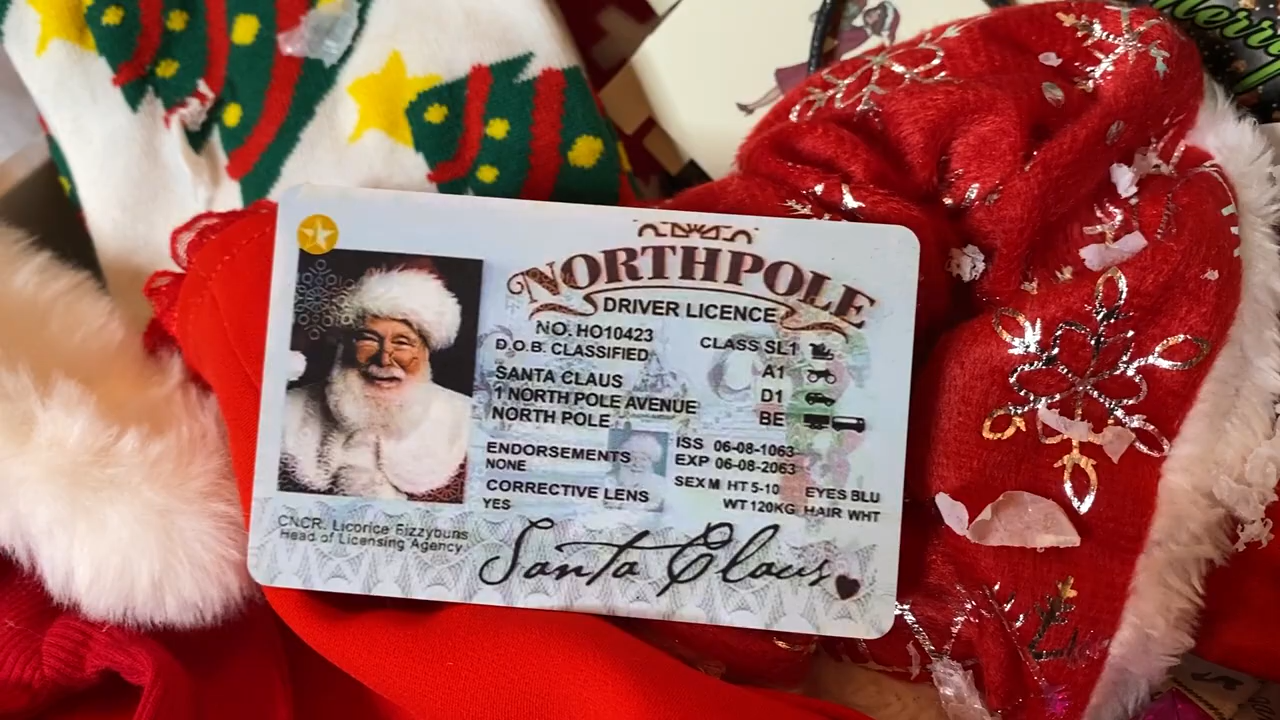 Merry
NORTHPOLE
DRIVER LICENCE
NO. HO10423
D.O.B. CLASSIFIED
CLASS SL1
SANTA CLAUS
A1
1 NORTH POLE AVENUE
D1
NORTH POLE
BE
ENDORSEMENTS
NONE
ISS 06-08-1063
EXP 06-08-2063
CORRECTIVE LENS
YES
SEX M HT 5-10 EYES BLU
WT 120KG HAIR WHT
CNCR. Licorice Fizzybuns
Head of Licensing Agency
Santa Claus